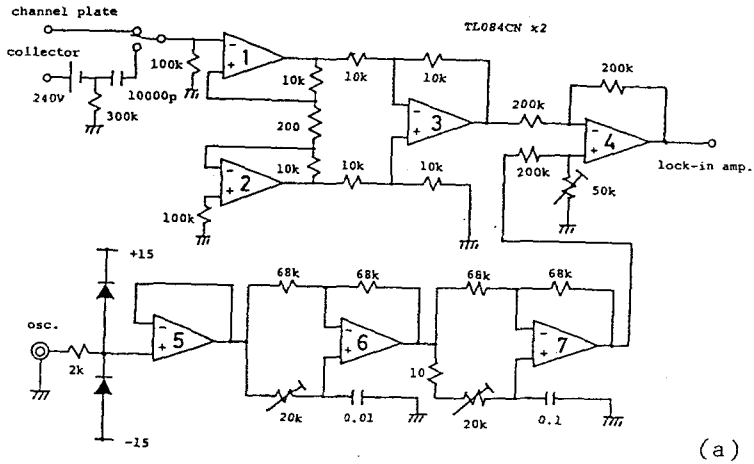 channel plate
collector
240V
300k
10000p
100k
-
+
1
10k
200
10k
-
+
2
100k
10k
10k
-
+
3
10k
10k
TL084CN x2
200k
200k
-
+
4
200k
50k
lock-in amp.
+15
osc.
2k
-15
-
+
5
68k
68k
-
+
6
20k
0.01
68k
68k
10
-
+
7
20k
0.1
(a)